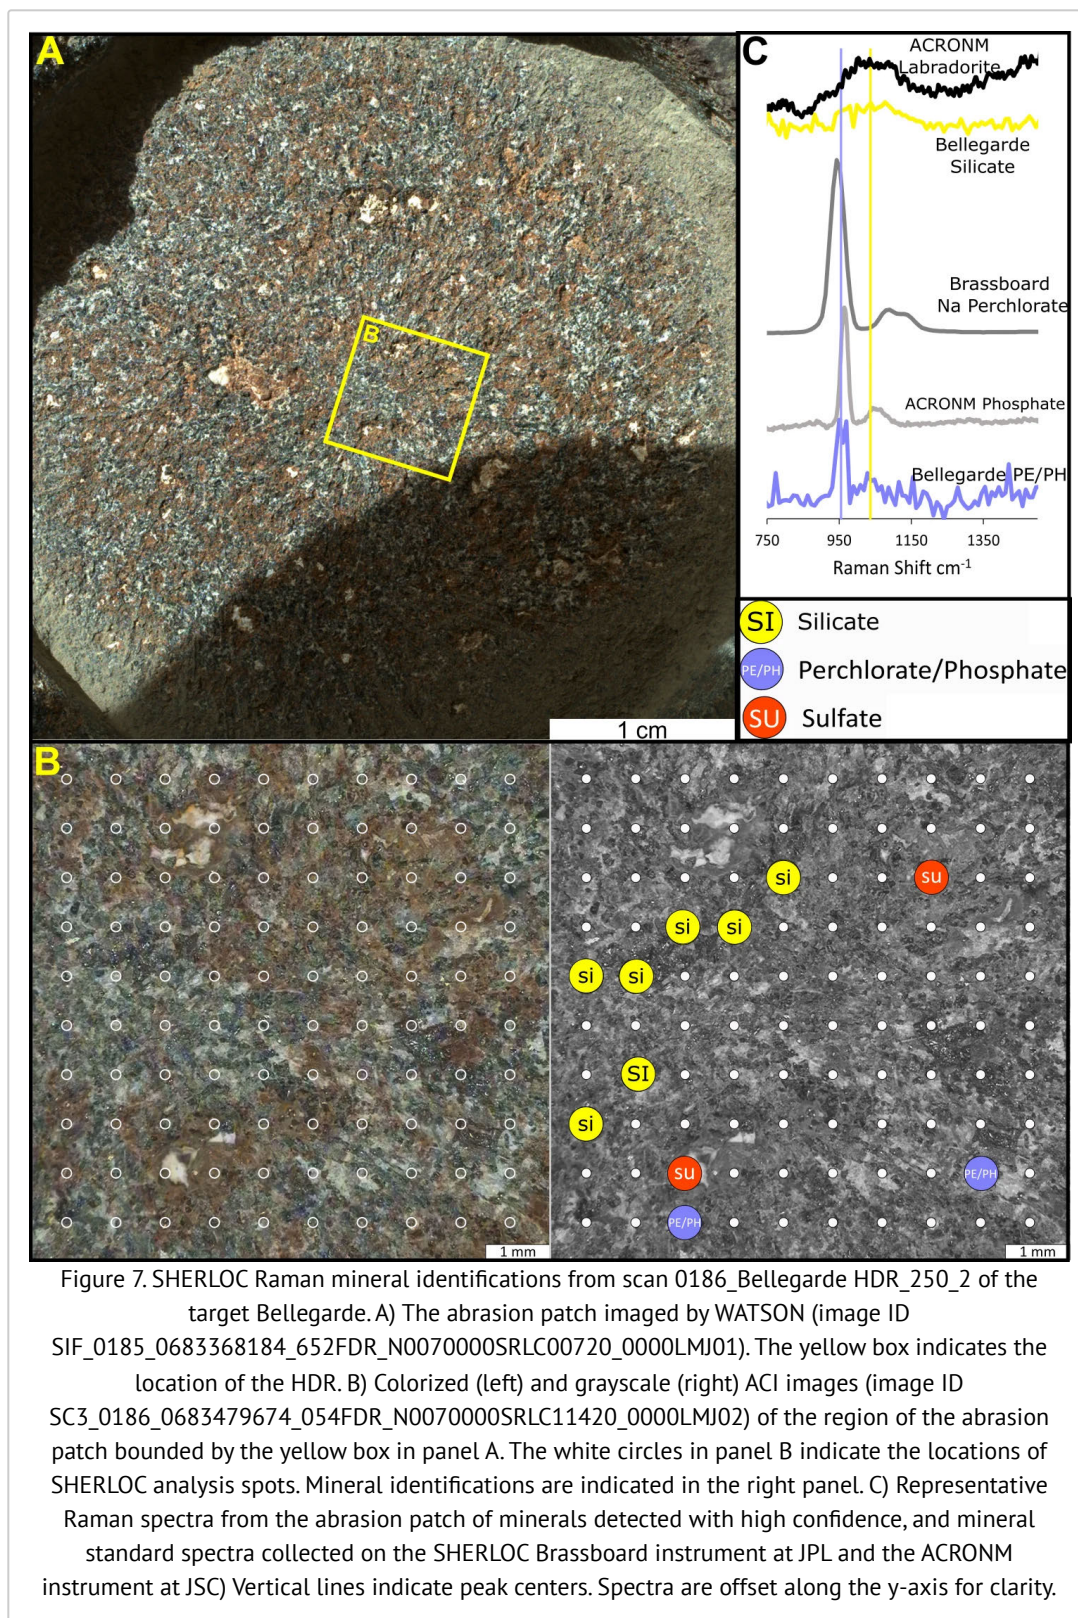 A
B
1 cm
C
ACRONM
Labradorite
Bellegarde
Silicate
Brassboard
Na Perchlorate
ACRONM Phosphate
Bellegarde PE/PH
750 950 1150 1350
Raman Shift cm⁻¹
SI Silicate
PE/PH Perchlorate/Phosphate
SU Sulfate
B
si su
si si
si si
SI
si
su PE/PH
PE/PH
1 mm 1 mm
Figure 7. SHERLOC Raman mineral identifications from scan 0186_Bellegarde HDR_250_2 of the
target Bellegarde. A) The abrasion patch imaged by WATSON (image ID
SIF_0185_0683368184_652FDR_N0070000SRLC00720_0000LMJ01). The yellow box indicates the
location of the HDR. B) Colorized (left) and grayscale (right) ACI images (image ID
SC3_0186_0683479674_054FDR_N0070000SRLC11420_0000LMJ02) of the region of the abrasion
patch bounded by the yellow box in panel A. The white circles in panel B indicate the locations of
SHERLOC analysis spots. Mineral identifications are indicated in the right panel. C) Representative
Raman spectra from the abrasion patch of minerals detected with high confidence, and mineral
standard spectra collected on the SHERLOC Brassboard instrument at JPL and the ACRONM
instrument at JSC) Vertical lines indicate peak centers. Spectra are offset along the y-axis for clarity.